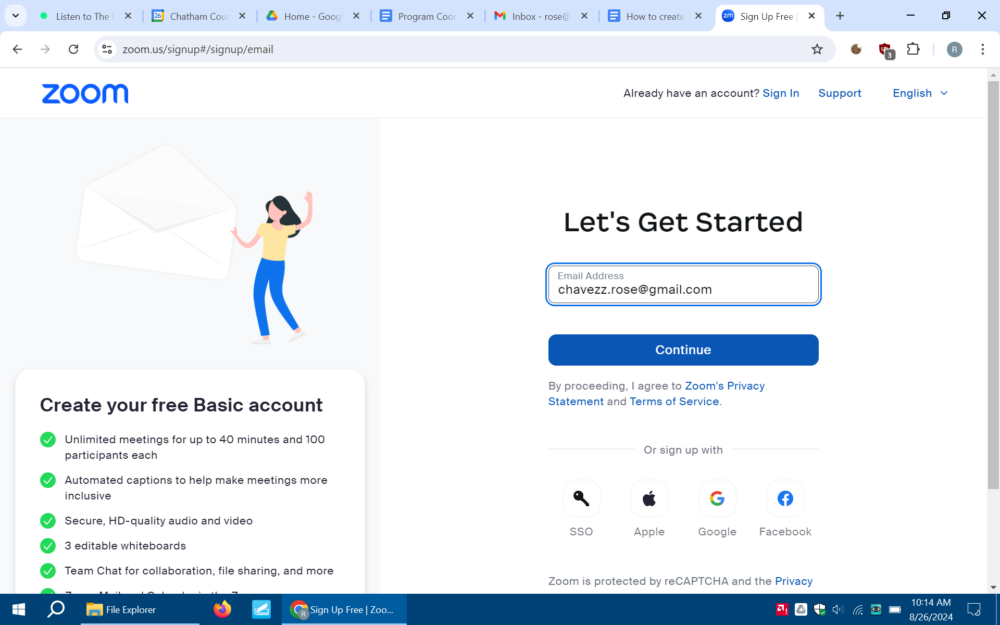 Listen to The
26
Chatham Cour
Home - Googl
Program Coor
Inbox - rose@
How to create
zm
Sign Up Free |
zoom.us/signup#/signup/email
3
R
zoom
Already have an account? Sign In
Support
English
Let's Get Started
Email Address
chavezz.rose@gmail.com
Continue
By proceeding, I agree to Zoom's Privacy
Statement and Terms of Service.
Or sign up with
SSO
Apple
Google
Facebook
Zoom is protected by reCAPTCHA and the Privacy
Create your free Basic account
Unlimited meetings for up to 40 minutes and 100
participants each
Automated captions to help make meetings more
inclusive
Secure, HD-quality audio and video
3 editable whiteboards
Team Chat for collaboration, file sharing, and more
File Explorer
R
Sign Up Free | Zoo...
10:14 AM
8/26/2024